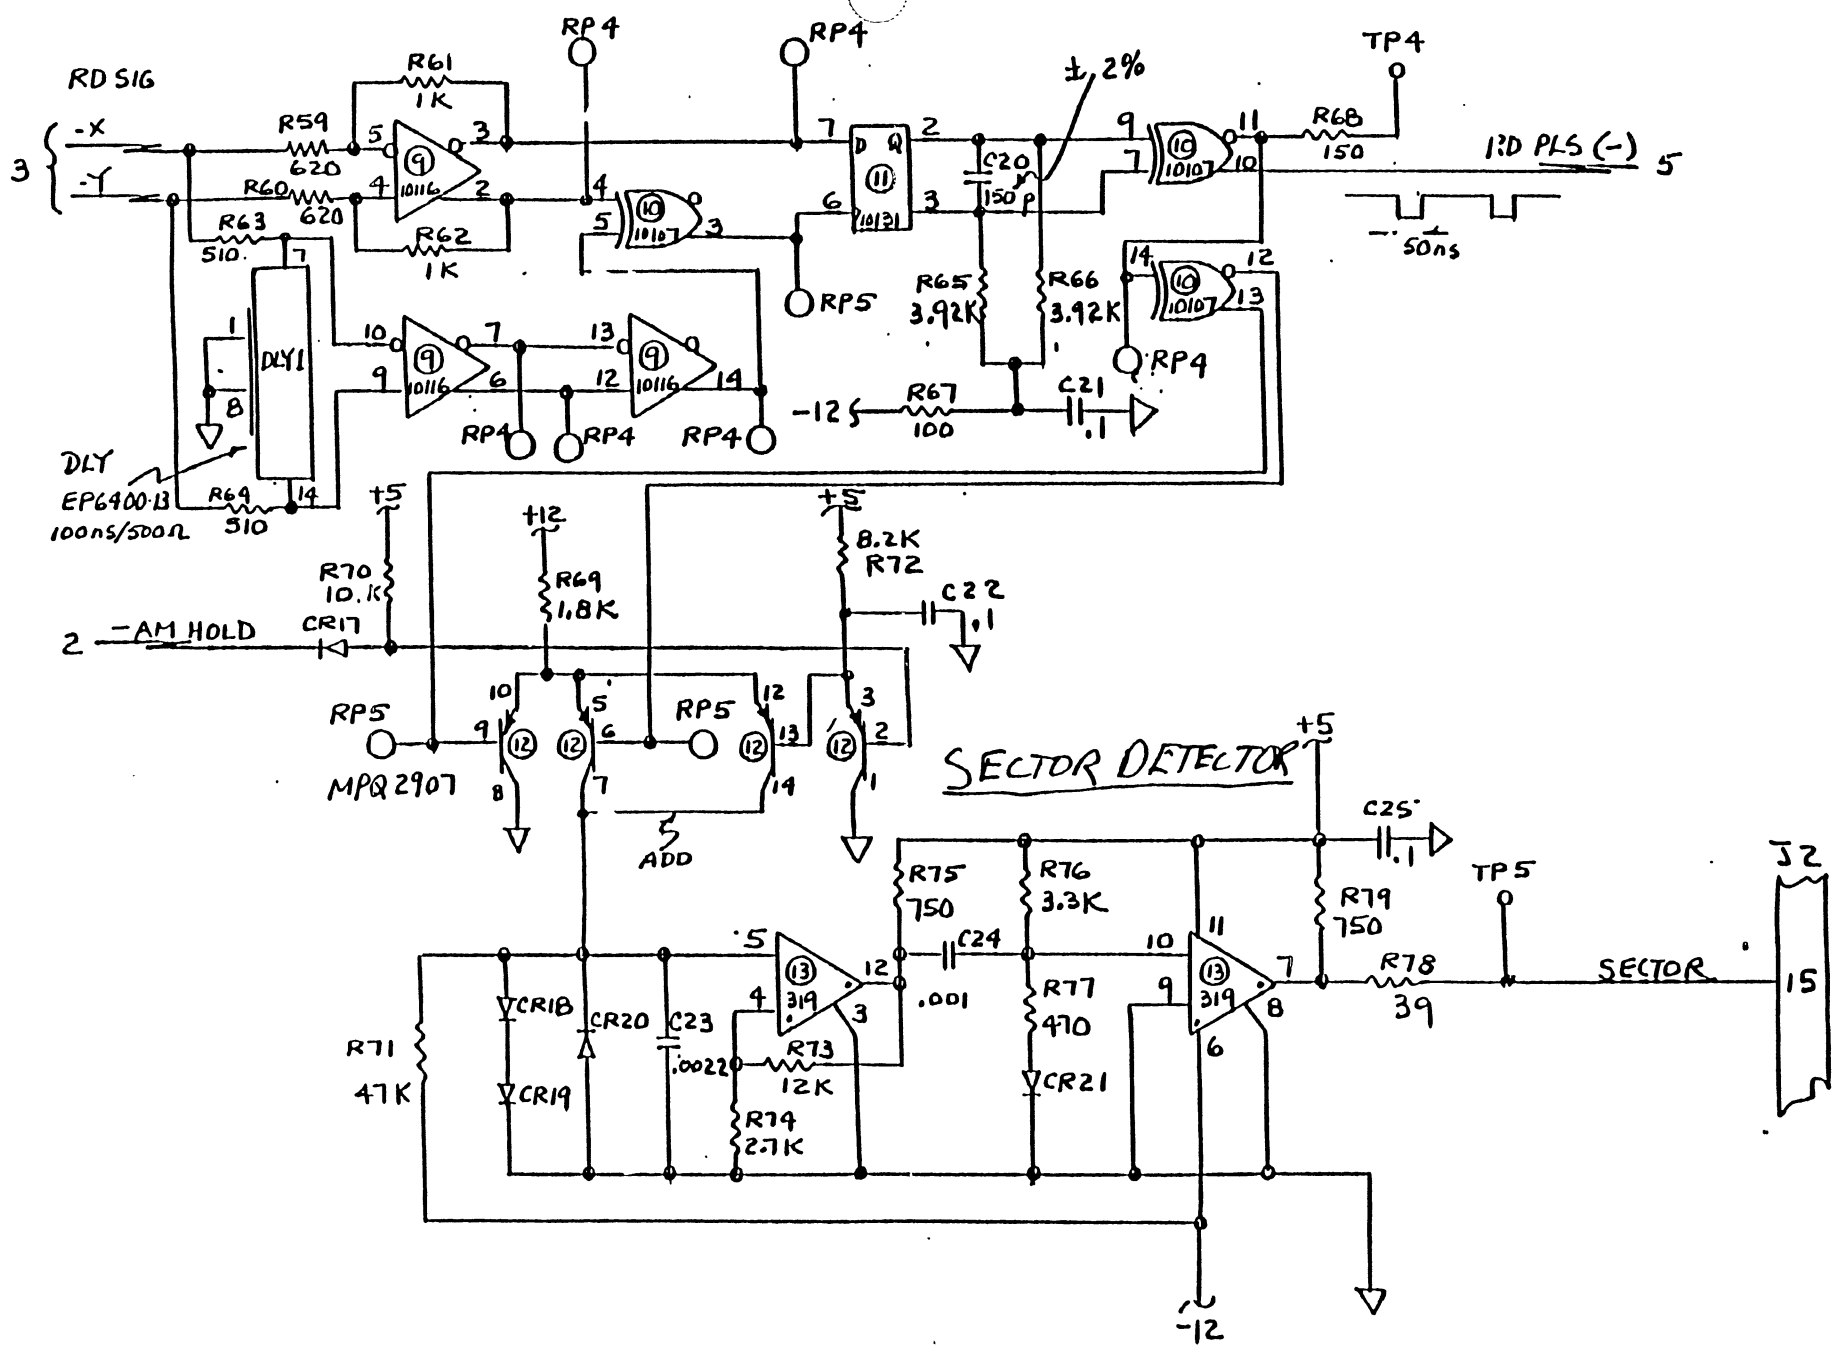 RP4
RP4
TP4
RD SIG
R61
1K
±.2%
-X
R59
620
5
3
7
D Q
2
9
11
R68
150
9
10116
11
10131
C20
150 P
10
10107
7
10
RD PLS (-)
5
3
-Y
R60
620
4
2
4
5
10
10107
3
6
3
50ns
R63
510
R62
1K
7
RP5
R65
3.92K
R66
3.92K
14
10
10107
12
13
1
8
DLY1
10
9
9
10116
7
6
13
12
9
10116
14
RP4
RP4
RP4
RP4
-12
R67
100
C21
.1
DLY
EP6400-13
100ns/500Ω
R64
510
14
+5
+12
+5
R70
10.K
R69
1.8K
8.2K
R72
C22
.1
2
-AM HOLD
CR17
RP5
MPQ2907
10
9
12
8
5
12
6
7
RP5
12
12
13
14
3
12
2
1
5
ADD
SECTOR DETECTOR
+5
C25
.1
R75
750
R76
3.3K
R79
750
TP5
J2
5
4
13
319
12
3
C24
.001
10
9
13
319
11
7
8
6
R78
39
SECTOR
15
R71
47K
CR18
CR19
CR20
C23
.0022
R73
12K
R74
2.7K
R77
470
CR21
-12